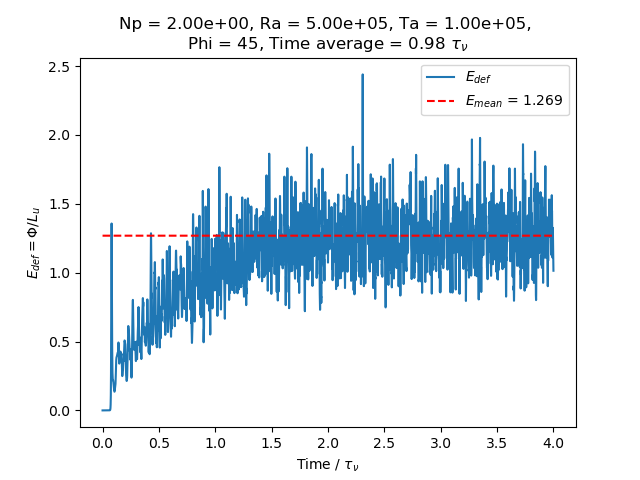 Np = 2.00e+00, Ra = 5.00e+05, Ta = 1.00e+05,
Phi = 45, Time average = 0.98 τν
E_def
E_mean = 1.269
E_def = Φ/L_u
2.5
2.0
1.5
1.0
0.5
0.0
0.0 0.5 1.0 1.5 2.0 2.5 3.0 3.5 4.0
Time / τν